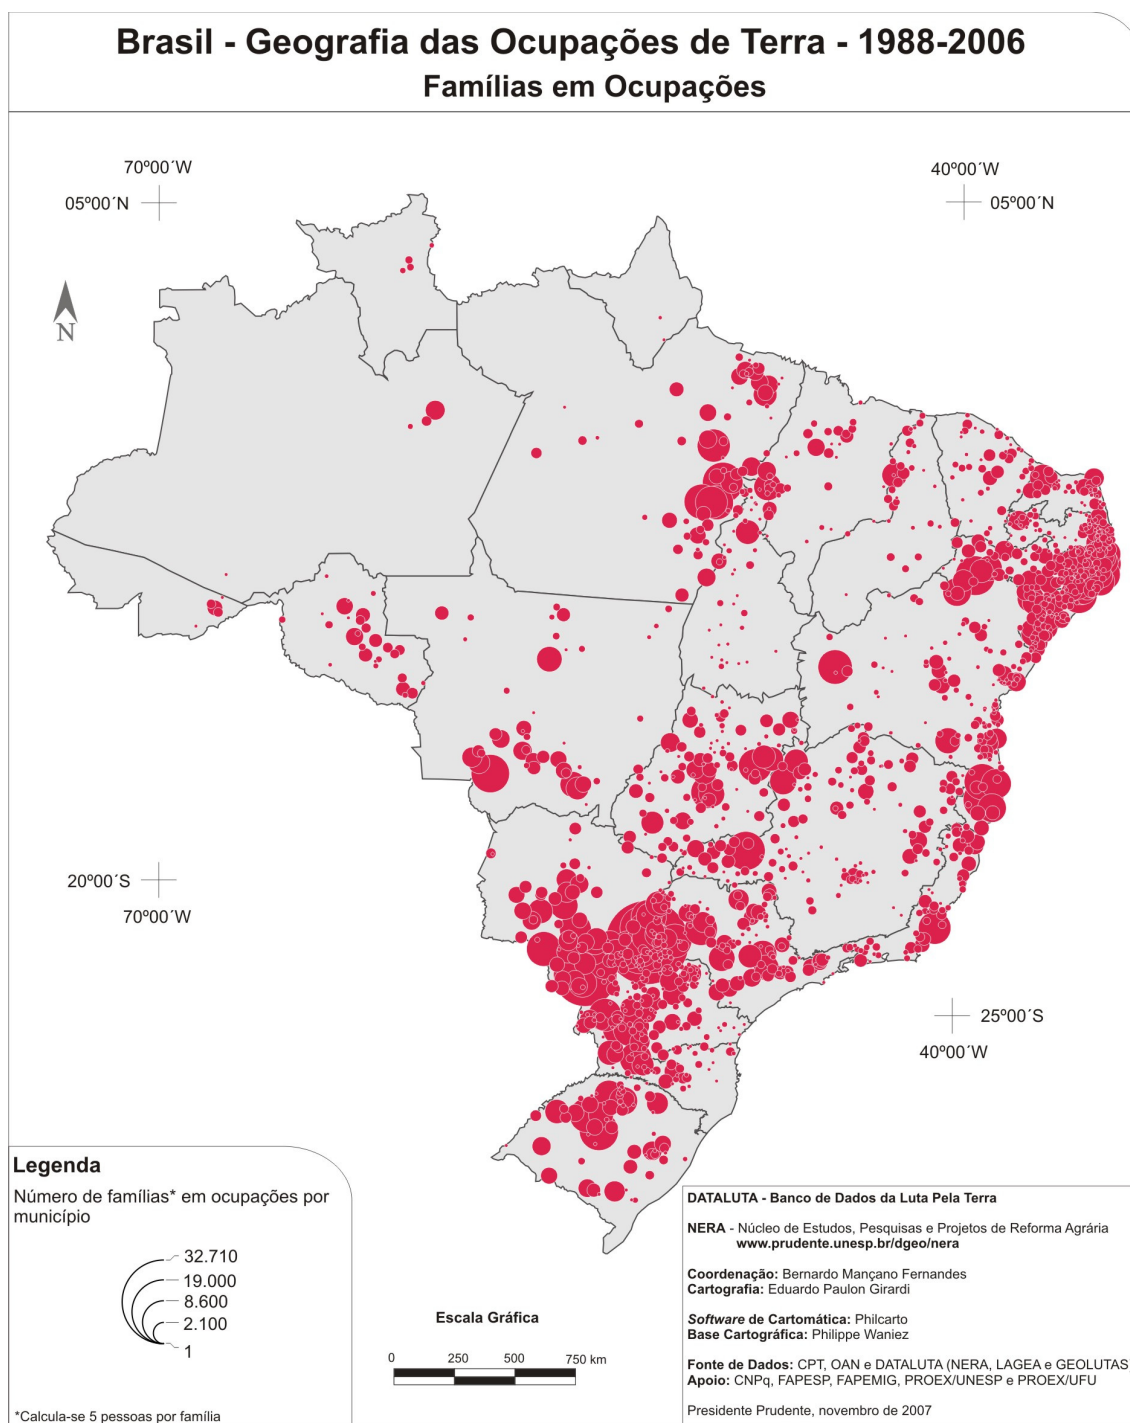 Brasil - Geografia das Ocupações de Terra - 1988-2006
Famílias em Ocupações
70º00´W
05º00´N
40º00´W
05º00´N
N
20º00´S
70º00´W
25º00´S
40º00´W
Legenda
Número de famílias* em ocupações por
município
32.710
19.000
8.600
2.100
1
*Calcula-se 5 pessoas por família
Escala Gráfica
0 250 500 750 km
DATALUTA - Banco de Dados da Luta Pela Terra
NERA - Núcleo de Estudos, Pesquisas e Projetos de Reforma Agrária
www.prudente.unesp.br/dgeo/nera
Coordenação: Bernardo Mançano Fernandes
Cartografia: Eduardo Paulon Girardi
Software de Cartomática: Philcarto
Base Cartográfica: Philippe Waniez
Fonte de Dados: CPT, OAN e DATALUTA (NERA, LAGEA e GEOLUTAS)
Apoio: CNPq, FAPESP, FAPEMIG, PROEX/UNESP e PROEX/UFU
Presidente Prudente, novembro de 2007